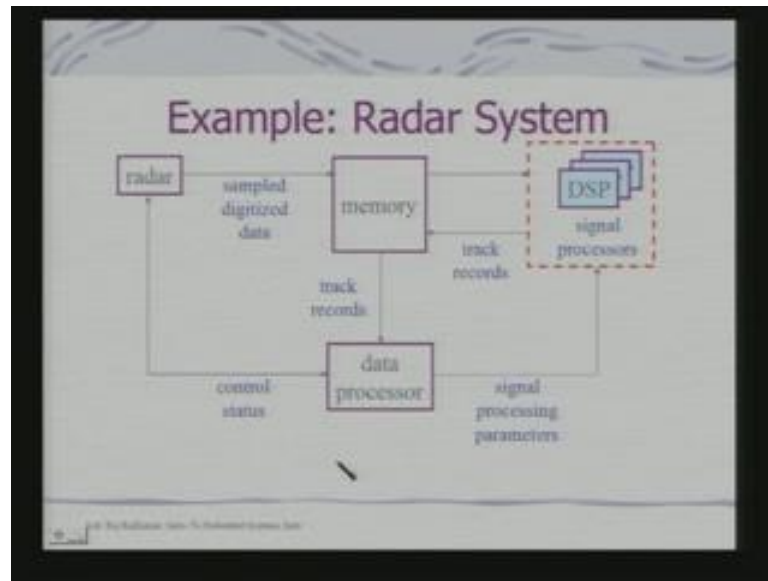 Example: Radar System
radar
sampled
digitized
data
memory
DSP
signal
processors
track
records
track
records
data
processor
control
status
signal
processing
parameters